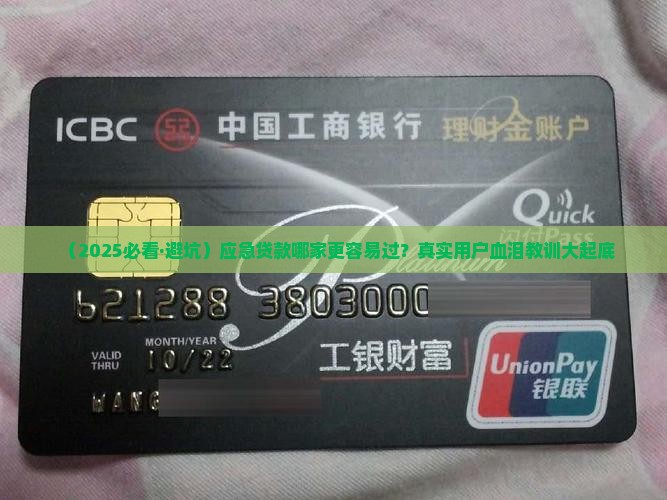 ICBC 中国工商银行 理财金账户
Quick
闪付Pass
（2025必看·避坑）应急贷款哪家更容易过？真实用户血泪教训大起底
Platinum
621288 3803000
MONTH/YEAR
VALID THRU 10/22
工银财富
UnionPay
银联
WANG